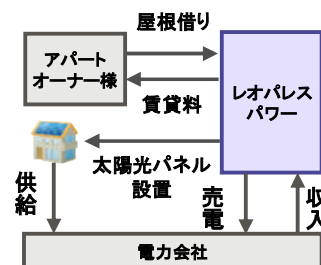 屋根借り
アパート
オーナー様
レオパレス
パワー
賃貸料
太陽光パネル
設置
供給
売電
収入
電力会社